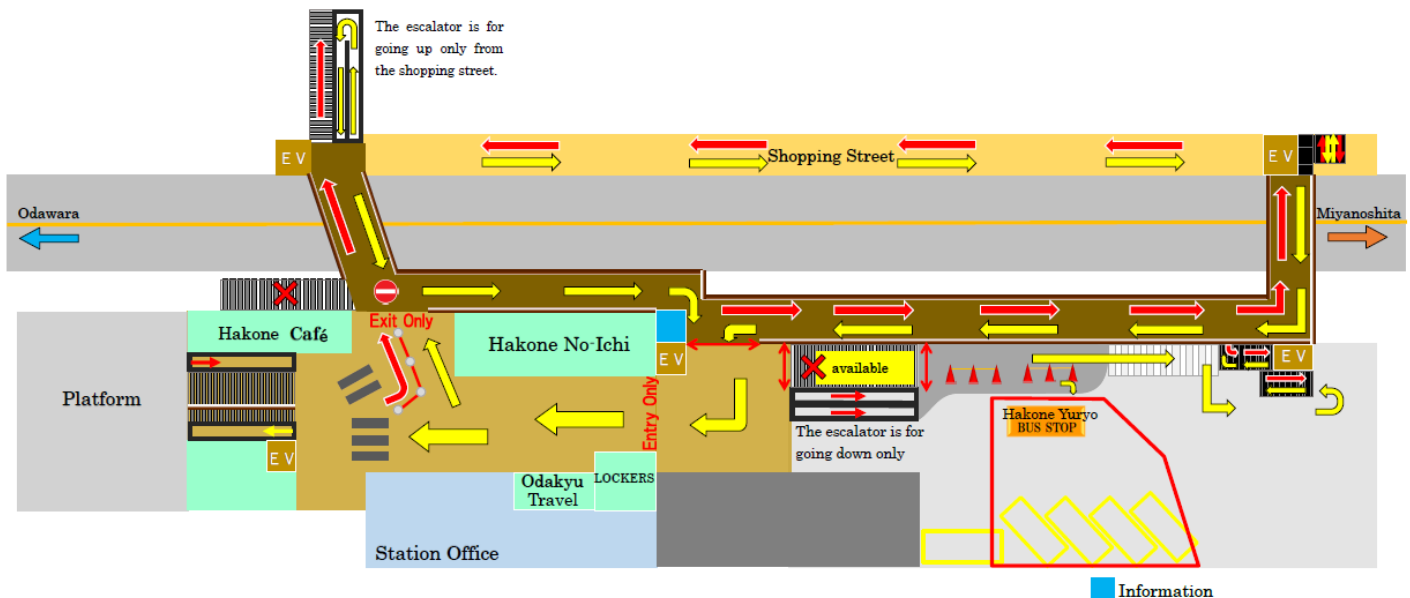 The escalator is for
going up only from
the shopping street.
E V
Shopping Street
E V
Odawara
Miyanoshita
Hakone Café
Exit Only
Hakone No-Ichi
E V
available
E V
Platform
Entry Only
Hakone Yuryo
BUS STOP
The escalator is for
going down only
E V
Odakyu
Travel
LOCKERS
Station Office
Information